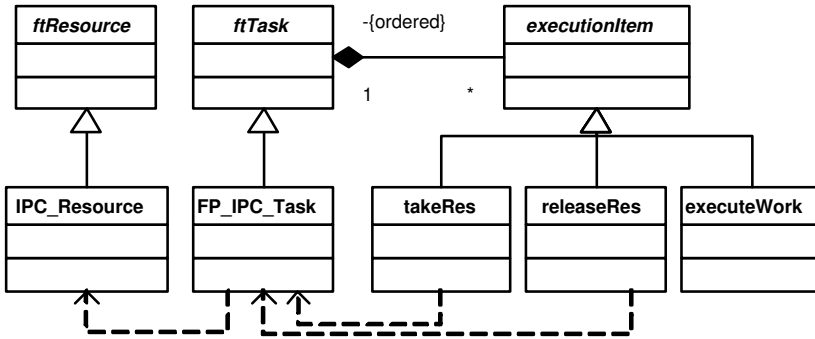 ftResource
ftTask
-{ordered}
executionItem
1
*
IPC_Resource
FP_IPC_Task
takeRes
releaseRes
executeWork